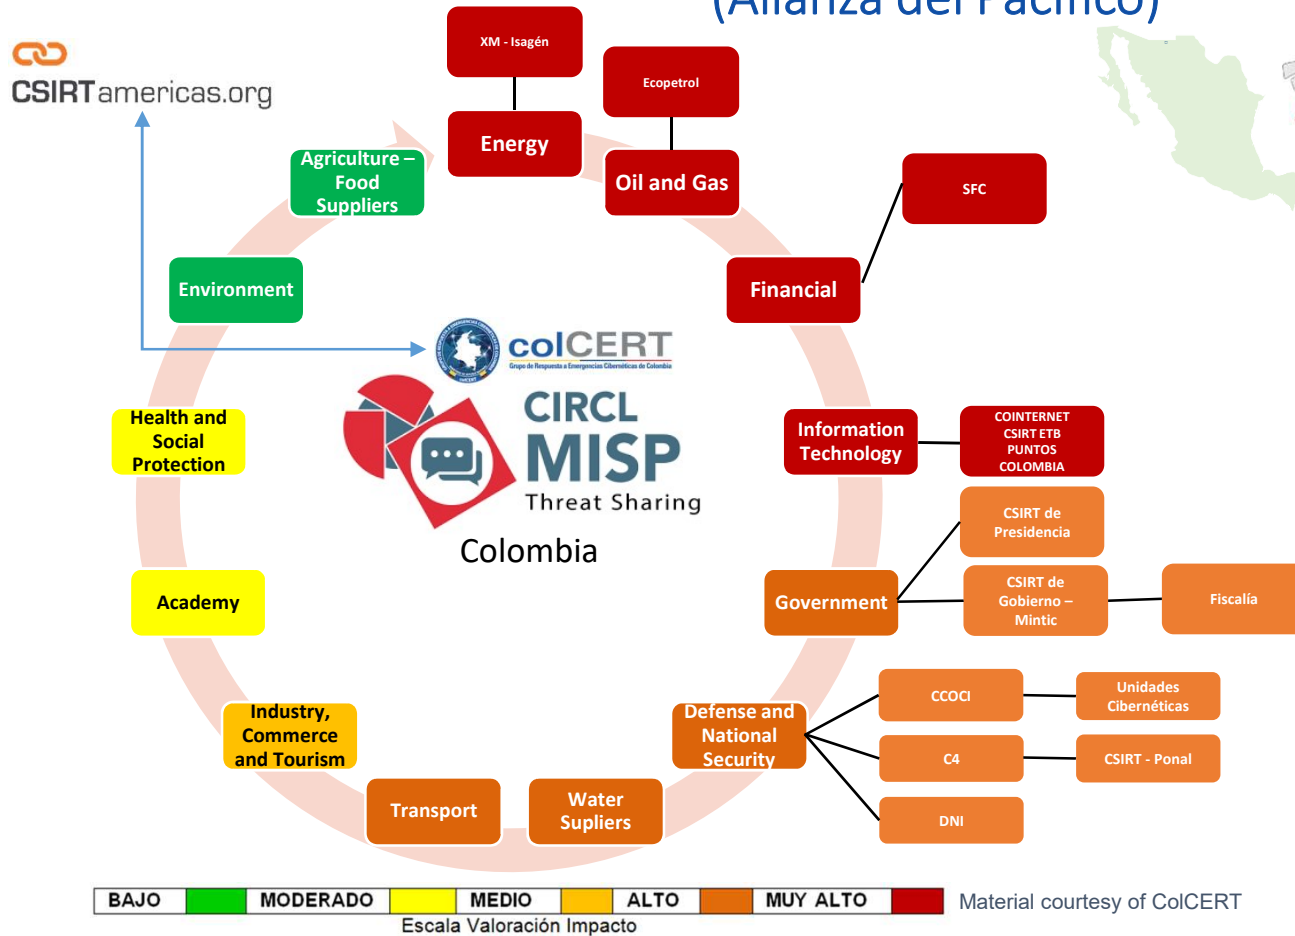 (Alianza del Pacífico)
CSIRTamericas.org
XM - Isagén
Ecopetrol
Energy
Oil and Gas
SFC
Financial
Agriculture –
Food
Suppliers
Environment
colCERT
Grupo de Respuesta a Emergencias Cibernéticas de Colombia
CIRCL
MISP
Threat Sharing
Colombia
Health and
Social
Protection
Information
Technology
COINTERNET
CSIRT ETB
PUNTOS
COLOMBIA
CSIRT de
Presidencia
Academy
Government
CSIRT de
Gobierno –
Mintic
Fiscalía
Industry,
Commerce
and Tourism
Defense and
National
Security
CCOCI
Unidades
Cibernéticas
C4
CSIRT - Ponal
DNI
Transport
Water
Supliers
BAJO MODERADO MEDIO ALTO MUY ALTO
Escala Valoración Impacto
Material courtesy of ColCERT